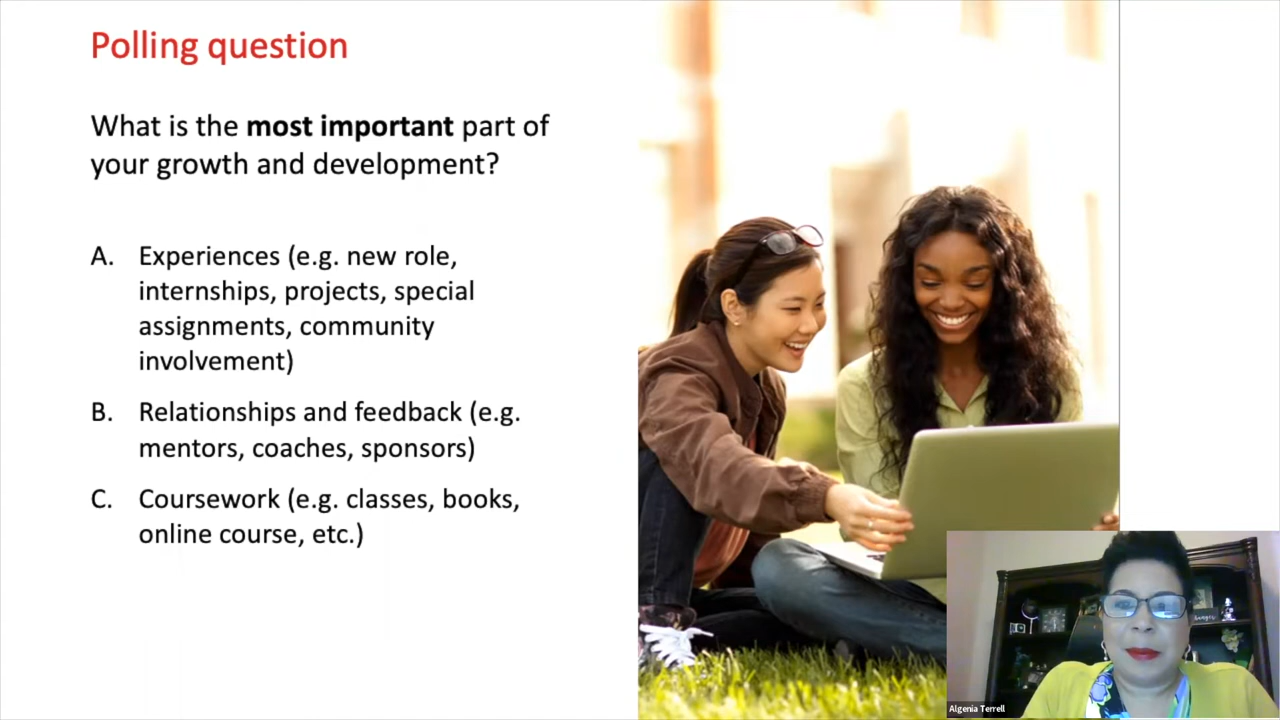 Polling question
What is the most important part of
your growth and development?
A. Experiences (e.g. new role,
internships, projects, special
assignments, community
involvement)
B. Relationships and feedback (e.g.
mentors, coaches, sponsors)
C. Coursework (e.g. classes, books,
online course, etc.)
Algenia Terrell